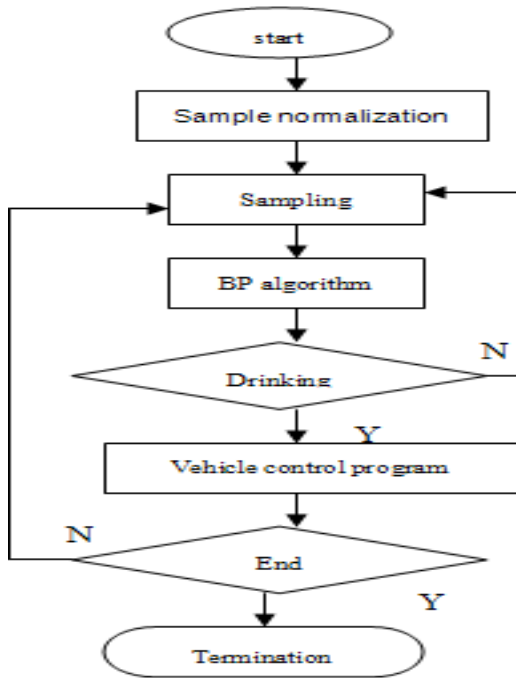 start
Sample normalization
Sampling
BP algorithm
Drinking
N
Y
Vehicle control program
N
End
Y
Termination